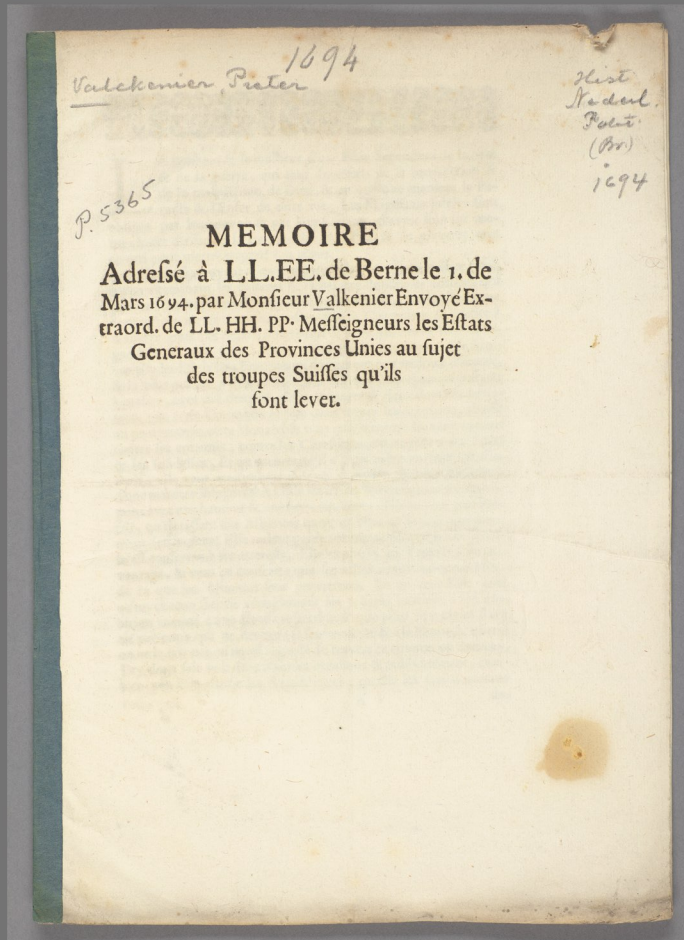 1694
Valckenier, Pieter
Hist
Nederl.
Polit.
(Br.)
1694
P. 5365
MEMOIRE
Adreſsé à LL.EE. de Berne le 1. de
Mars 1694. par Monſieur Valkenier Envoyé Ex-
traord. de LL. HH. PP. Meſſeigneurs les Eſtats
Generaux des Provinces Unies au ſujet
des troupes Suiſſes qu'ils
font lever.